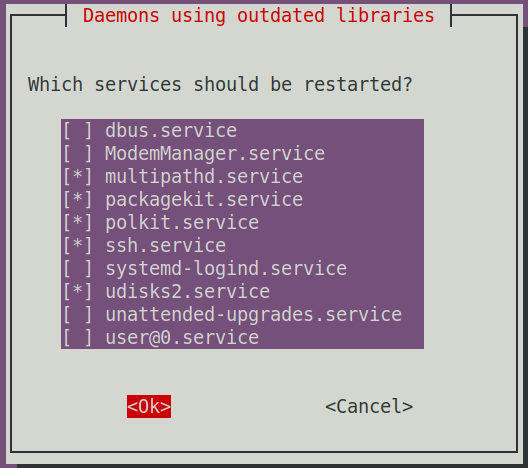 Daemons using outdated libraries
Which services should be restarted?
[ ] dbus.service
[ ] ModemManager.service
[*] multipathd.service
[*] packagekit.service
[*] polkit.service
[*] ssh.service
[ ] systemd-logind.service
[*] udisks2.service
[ ] unattended-upgrades.service
[ ] user@0.service
<Ok> <Cancel>